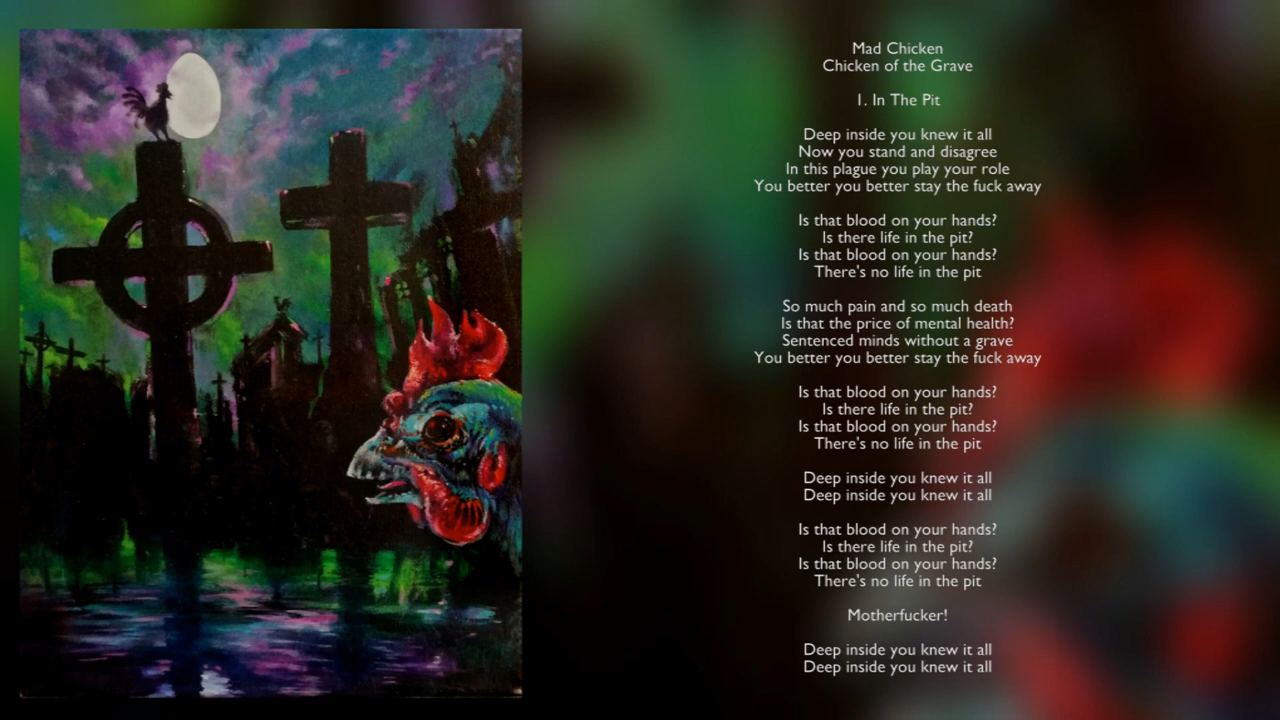 Mad Chicken
Chicken of the Grave
1. In The Pit
Deep inside you knew it all
Now you stand and disagree
In this plague you play your role
You better you better stay the fuck away
Is that blood on your hands?
Is there life in the pit?
Is that blood on your hands?
There's no life in the pit
So much pain and so much death
Is that the price of mental health?
Sentenced minds without a grave
You better you better stay the fuck away
Is that blood on your hands?
Is there life in the pit?
Is that blood on your hands?
There's no life in the pit
Deep inside you knew it all
Deep inside you knew it all
Is that blood on your hands?
Is there life in the pit?
Is that blood on your hands?
There's no life in the pit
Motherfucker!
Deep inside you knew it all
Deep inside you knew it all